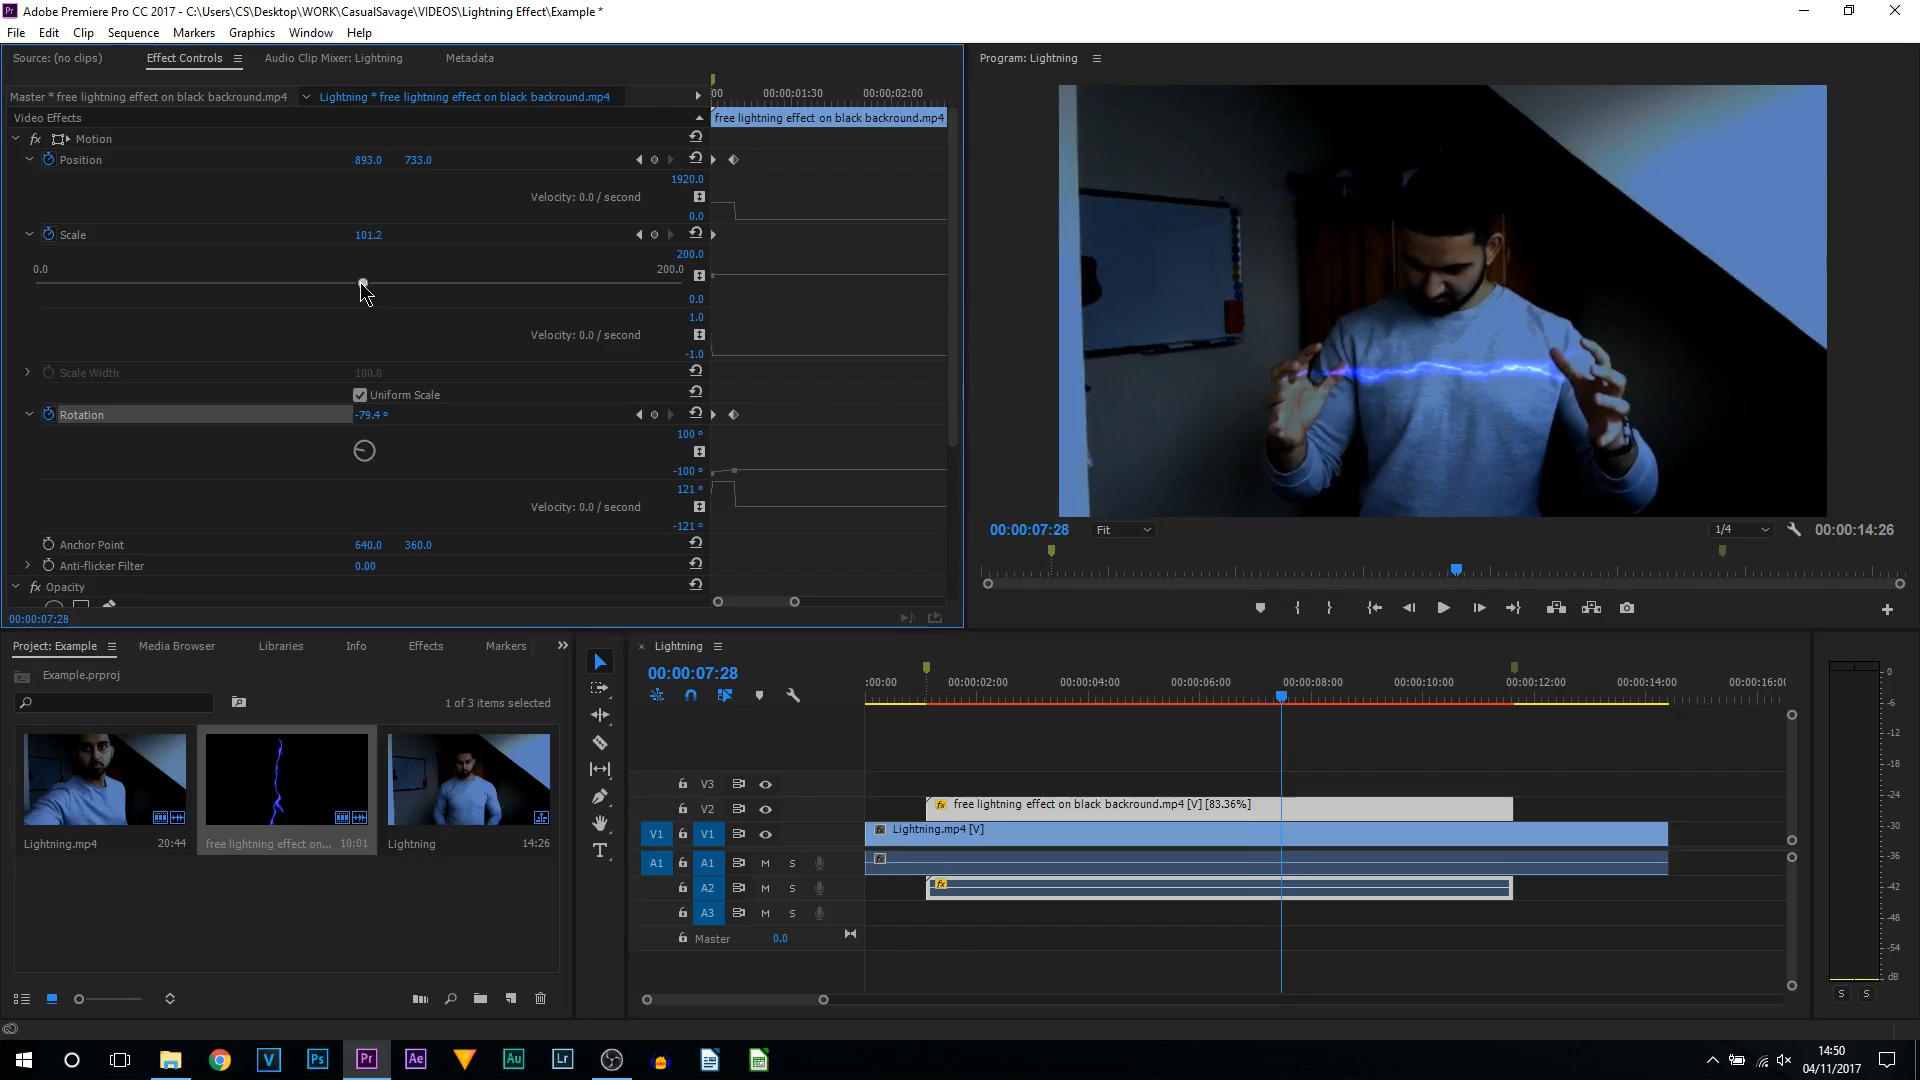 Adobe Premiere Pro CC 2017 - C:\Users\CS\Desktop\WORK\CasualSavage\VIDEOS\Lightning Effect\Example *
File Edit Clip Sequence Markers Graphics Window Help
Source: (no clips) Effect Controls Audio Clip Mixer: Lightning Metadata
Program: Lightning
Master * free lightning effect on black backround.mp4 Lightning * free lightning effect on black backround.mp4
00 00:00:01:30 00:00:02:00
Video Effects
free lightning effect on black backround.mp4
fx Motion
Position 893.0 733.0
1920.0
Velocity: 0.0 / second
0.0
Scale 101.2
200.0
0.0 200.0
0.0
1.0
Velocity: 0.0 / second
-1.0
Scale Width 100.0
Uniform Scale
Rotation -79.4 °
100 °
-100 °
121 °
Velocity: 0.0 / second
-121 °
Anchor Point 640.0 360.0
Anti-flicker Filter 0.00
fx Opacity
00:00:07:28
00:00:07:28 Fit 1/4 00:00:14:26
Project: Example Media Browser Libraries Info Effects Markers
Example.prproj
1 of 3 items selected
Lightning.mp4 20:44
free lightning effect on... 10:01
Lightning 14:26
× Lightning
00:00:07:28
:00:00 00:00:02:00 00:00:04:00 00:00:06:00 00:00:08:00 00:00:10:00 00:00:12:00 00:00:14:00 00:00:16:00
V3
V2 fx free lightning effect on black backround.mp4 [V] [83.36%]
V1 V1 fx Lightning.mp4 [V]
A1 A1 M S fx
A2 M S fx
A3 M S
Master 0.0
0
-6
-12
-18
-24
-30
-36
-42
-48
-54
dB
S S
V Ps Pr Ae Au Lr
14:50
04/11/2017